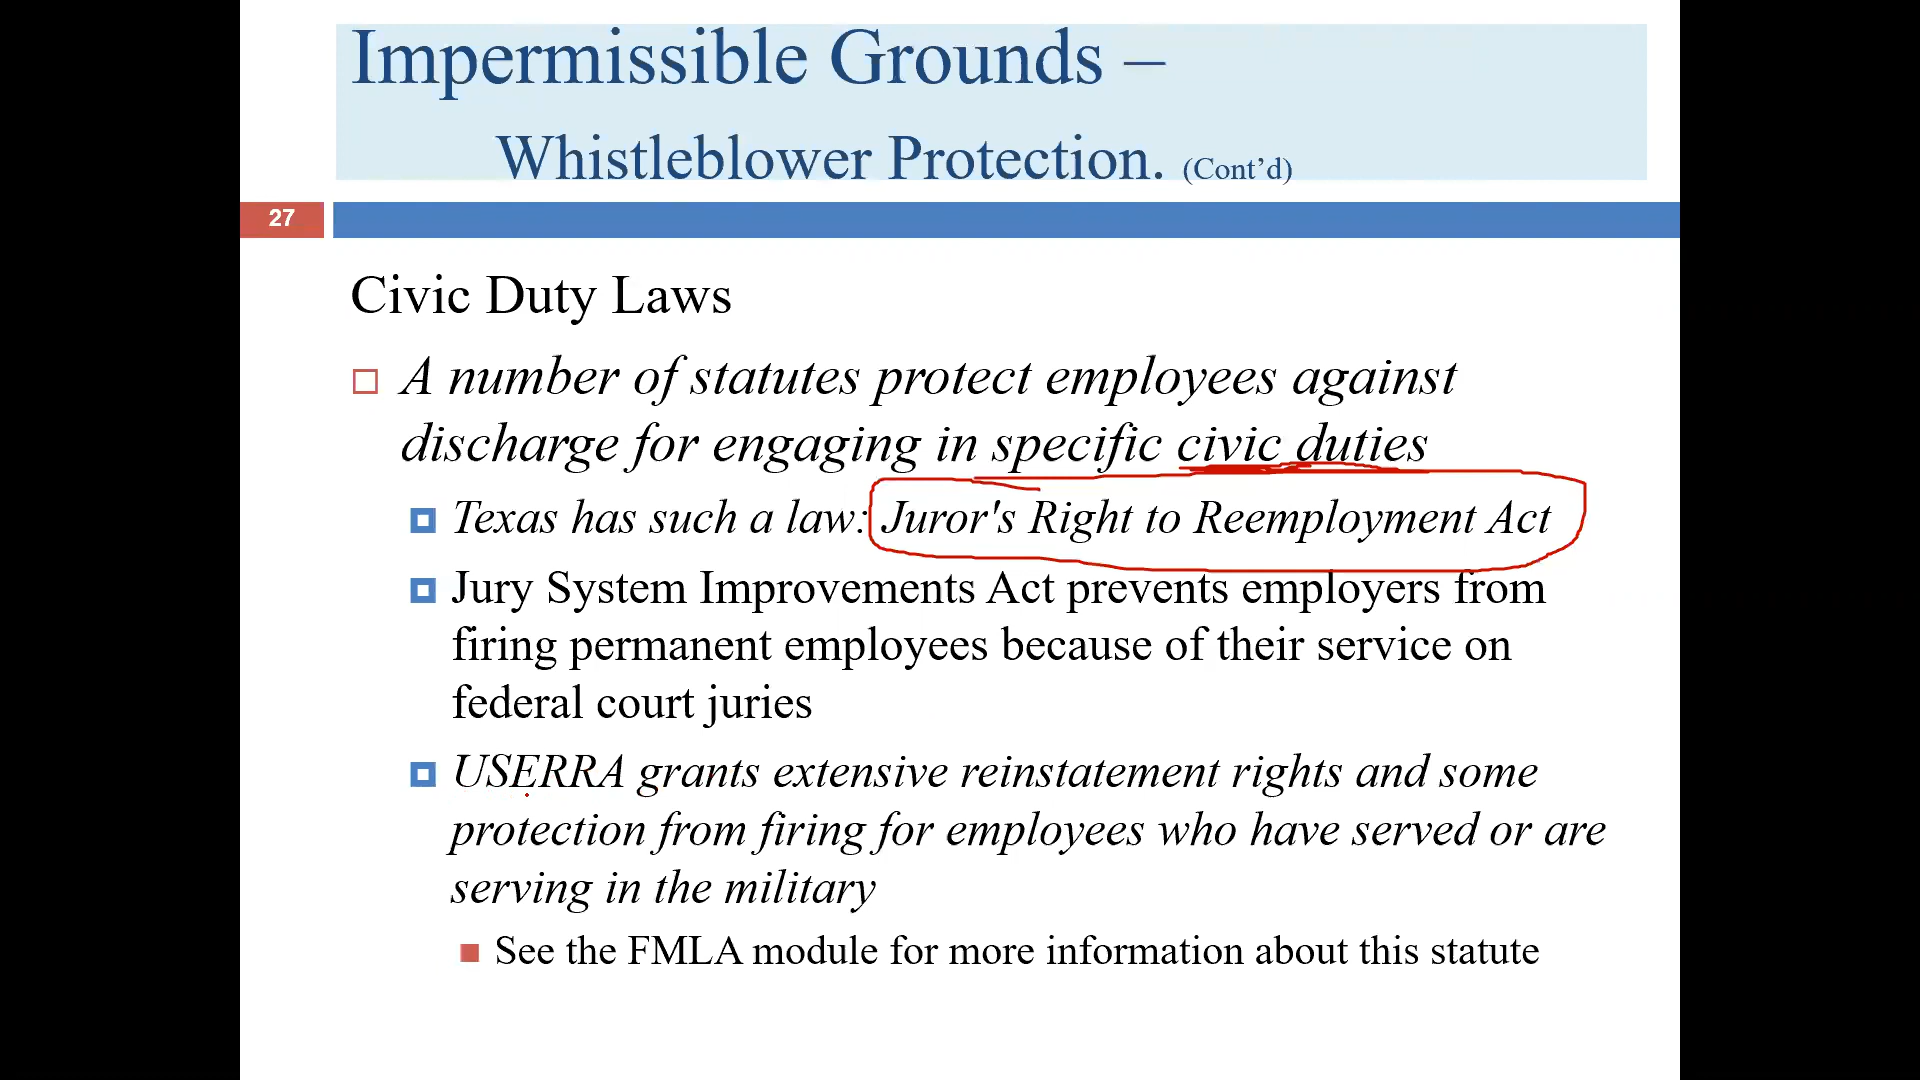 Impermissible Grounds –
Whistleblower Protection. (Cont’d)
27
Civic Duty Laws
A number of statutes protect employees against
discharge for engaging in specific civic duties
Texas has such a law: Juror's Right to Reemployment Act
Jury System Improvements Act prevents employers from
firing permanent employees because of their service on
federal court juries
USERRA grants extensive reinstatement rights and some
protection from firing for employees who have served or are
serving in the military
See the FMLA module for more information about this statute